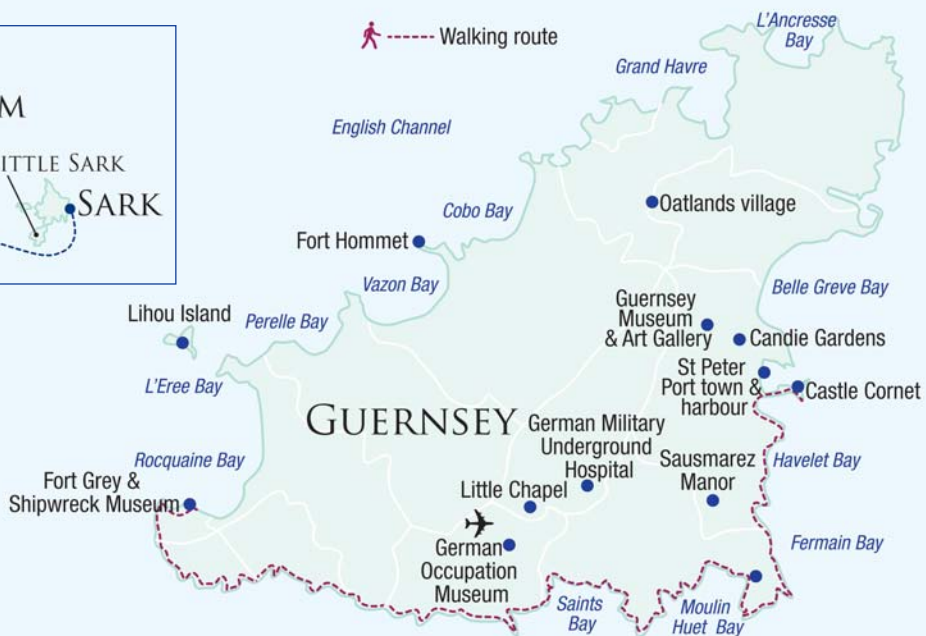 L'Ancresse
Bay
Walking route
Grand Havre
English Channel
M
ITTLE SARK
SARK
Cobo Bay
Oatlands village
Fort Hommet
Vazon Bay
Belle Greve Bay
Guernsey
Museum
& Art Gallery
Candie Gardens
Lihou Island
Perelle Bay
St Peter
Port town &
harbour
Castle Cornet
L'Eree Bay
GUERNSEY
German Military
Underground
Hospital
Sausmarez
Manor
Havelet Bay
Rocquaine Bay
Fort Grey &
Shipwreck Museum
Little Chapel
German
Occupation
Museum
Fermain Bay
Saints
Bay
Moulin
Huet Bay